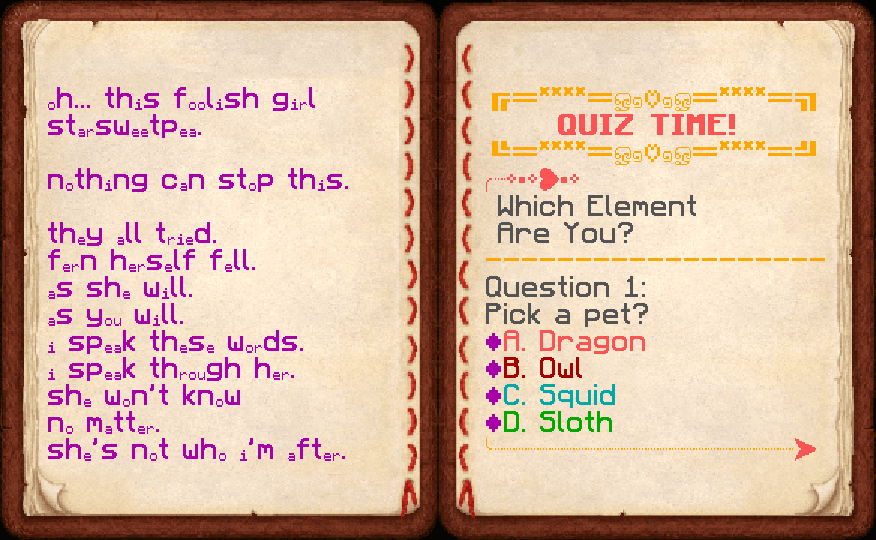 oh... this foolish girl
starsweetpea.
nothing can stop this.
they all tried.
fern herself fell.
as she will.
as you will.
i speak these words.
i speak through her.
she won't know
no matter.
she's not who i'm after.
QUIZ TIME!
Which Element
Are You?
Question 1:
Pick a pet?
A. Dragon
B. Owl
C. Squid
D. Sloth